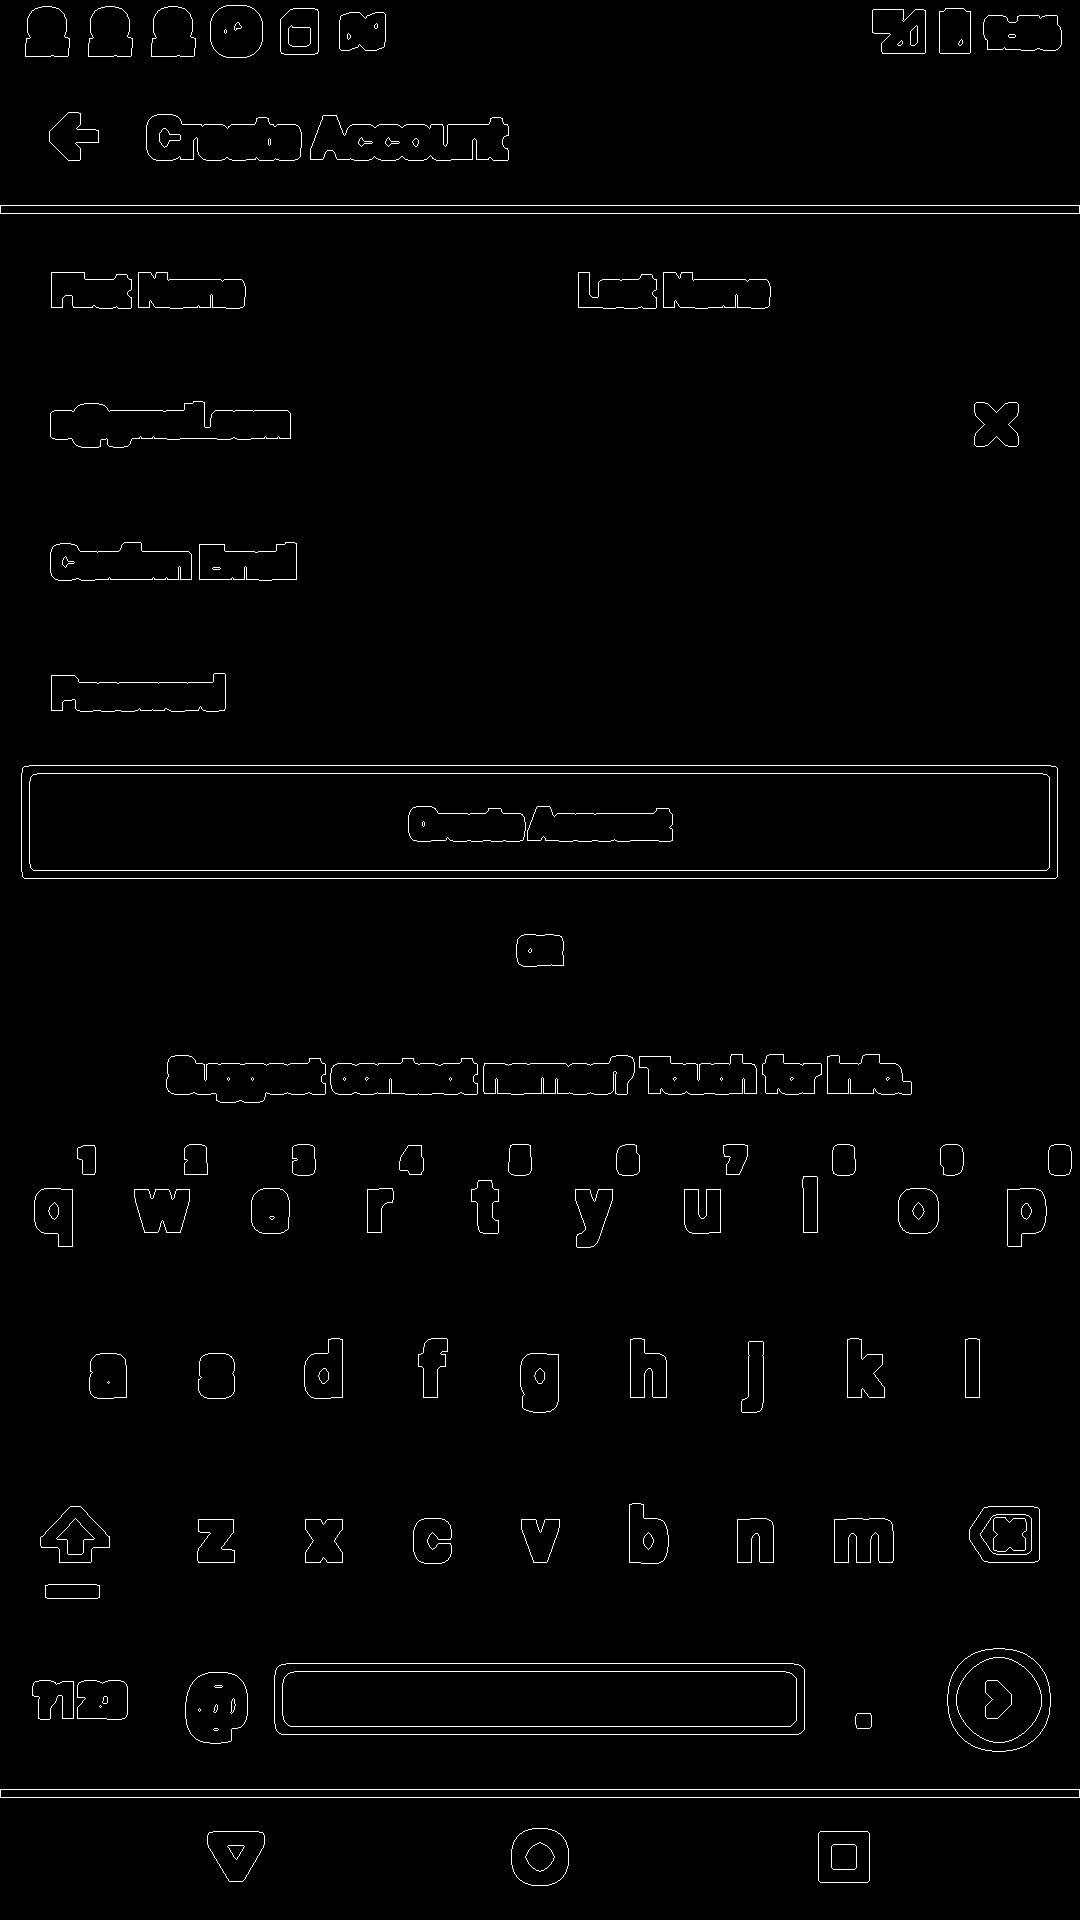 Create Account
First Name Last Name
Confirm Email
Password
Create Account
OR
Suggest contact names? Touch for info.
1 2 3 4 5 6 7 8 9 0
q w e r t y u l o p
a s d f g h j k l
z x c v b n m
?123 @ .